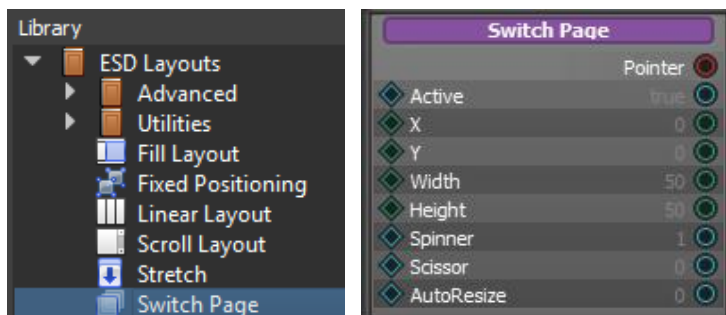 Library
ESD Layouts
Advanced
Utilities
Fill Layout
Fixed Positioning
Linear Layout
Scroll Layout
Stretch
Switch Page
Switch Page
Pointer
Active true
X 0
Y 0
Width 50
Height 50
Spinner 1
Scissor 0
AutoResize 0